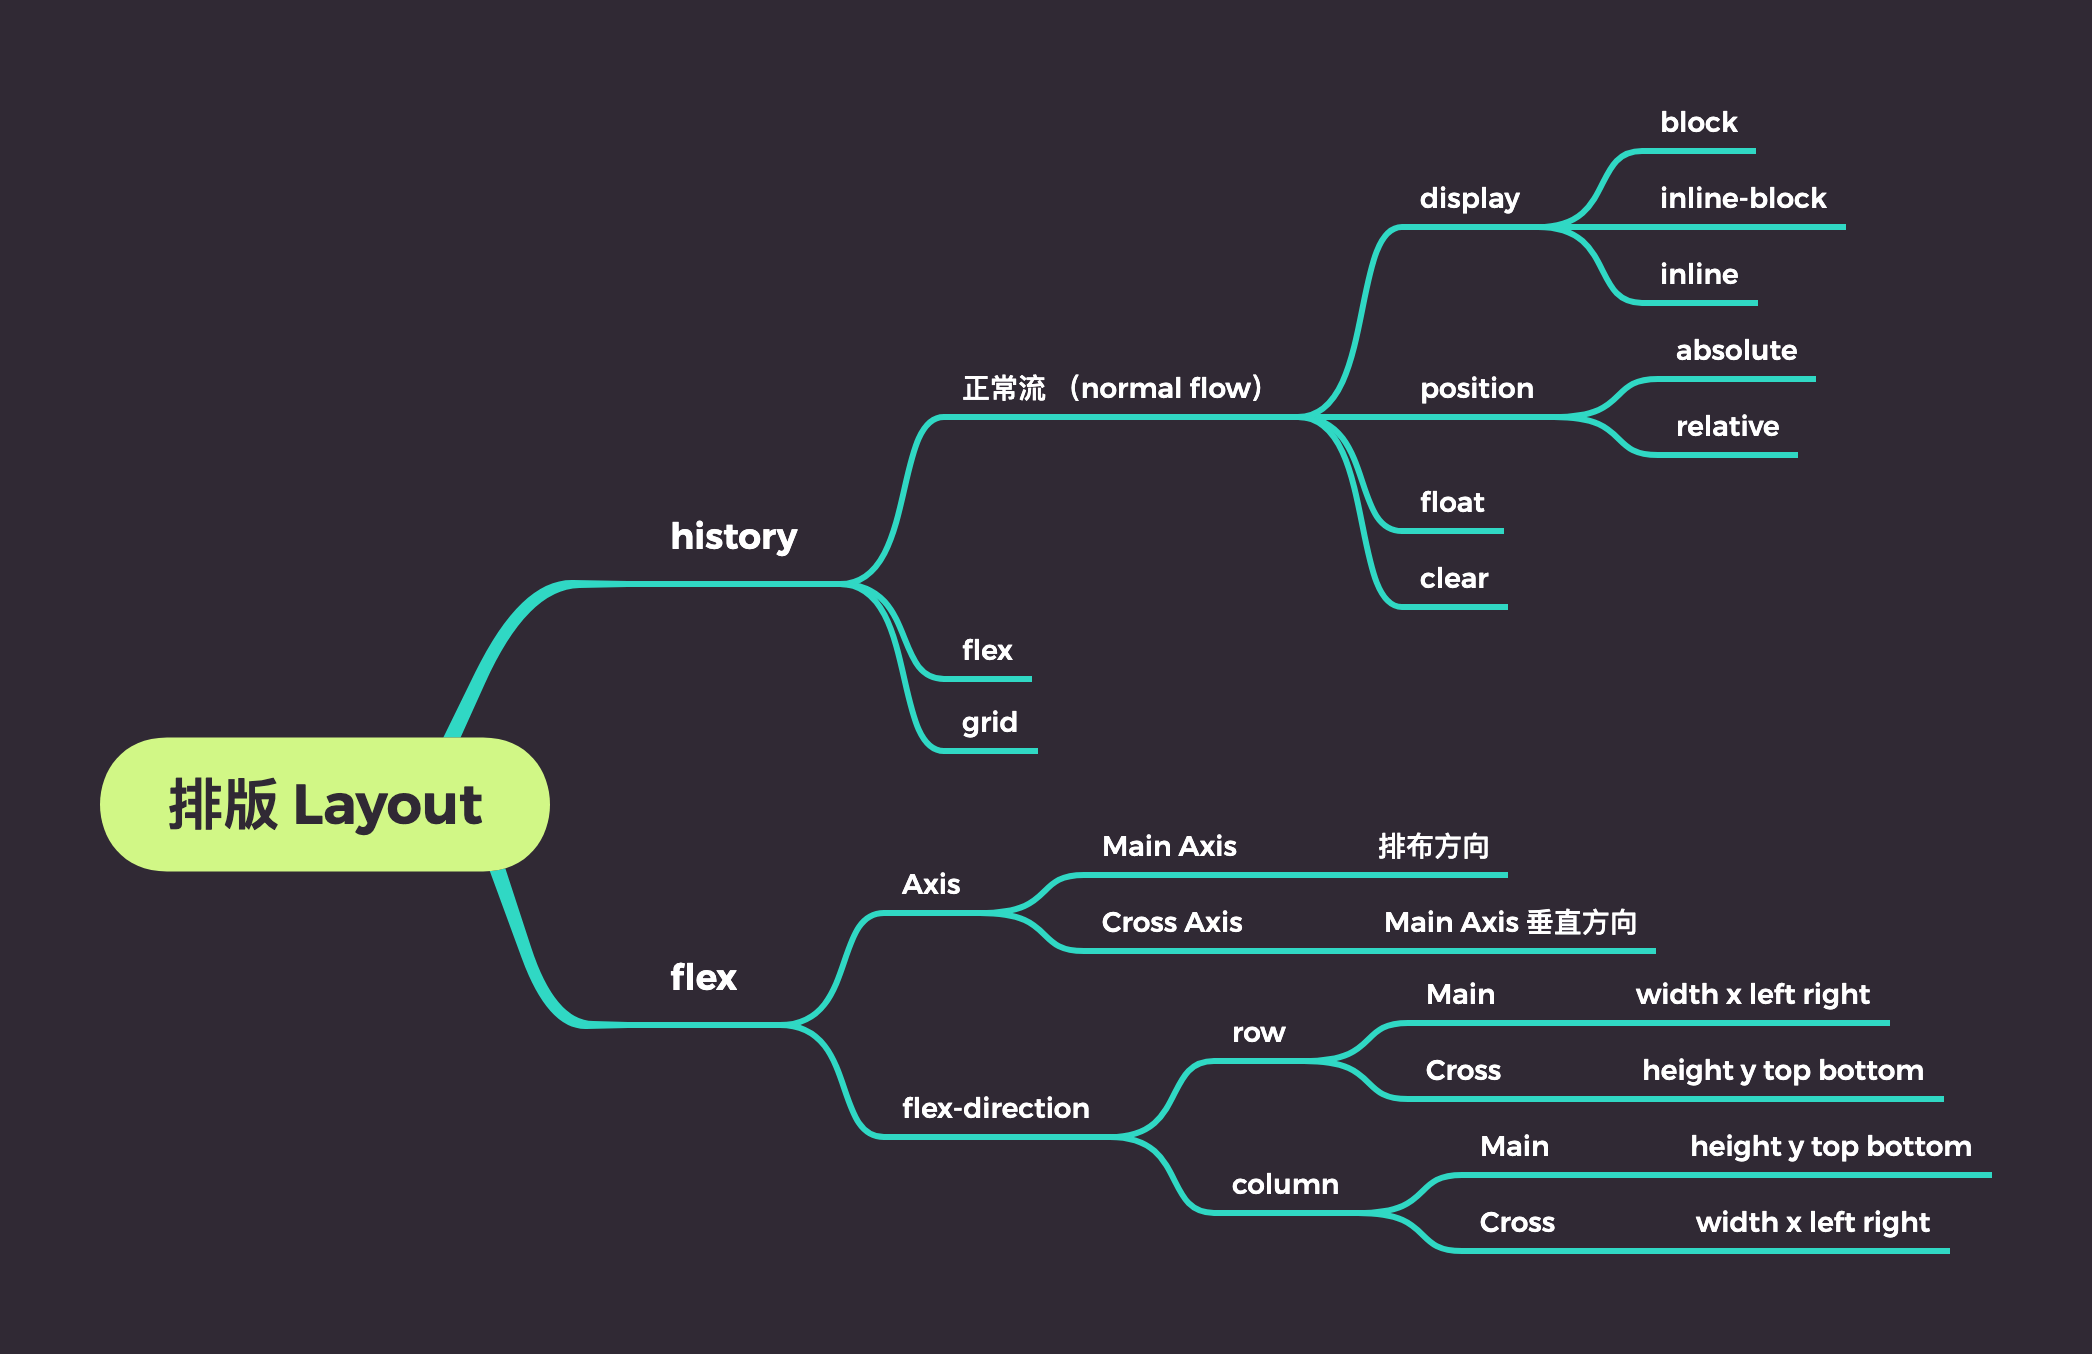 排版 Layout
history
正常流 （normal flow）
display
block
inline-block
inline
position
absolute
relative
float
clear
flex
grid
flex
Axis
Main Axis 排布方向
Cross Axis Main Axis 垂直方向
flex-direction
row
Main width x left right
Cross height y top bottom
column
Main height y top bottom
Cross width x left right